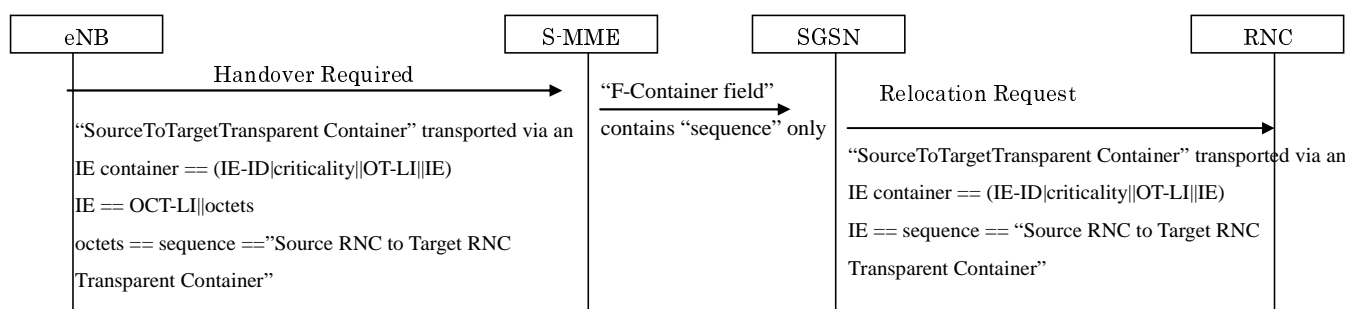 eNB
S-MME
SGSN
RNC
Handover Required
“F-Container field”
contains “sequence” only
Relocation Request
“SourceToTargetTransparent Container” transported via an
IE container == (IE-ID|criticality||OT-LI||IE)
IE == OCT-LI||octets
octets == sequence ==”Source RNC to Target RNC
Transparent Container”
“SourceToTargetTransparent Container” transported via an
IE container == (IE-ID|criticality||OT-LI||IE)
IE == sequence == “Source RNC to Target RNC
Transparent Container”